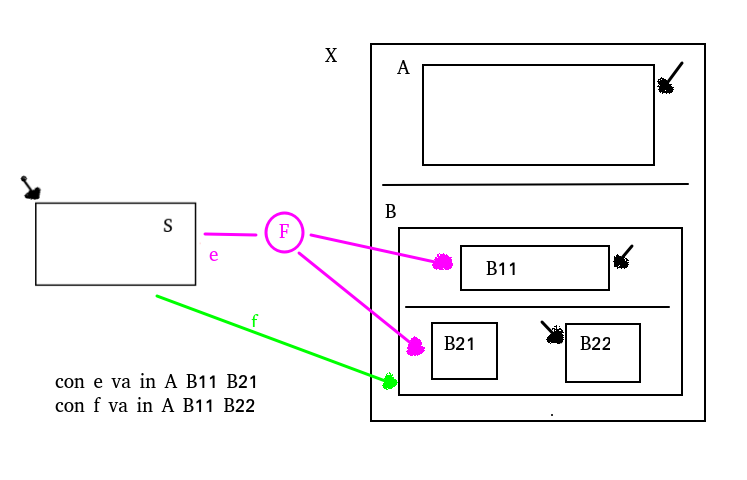 X
A
S
B
F
e
B11
f
B21
B22
con e va in A B11 B21
con f va in A B11 B22